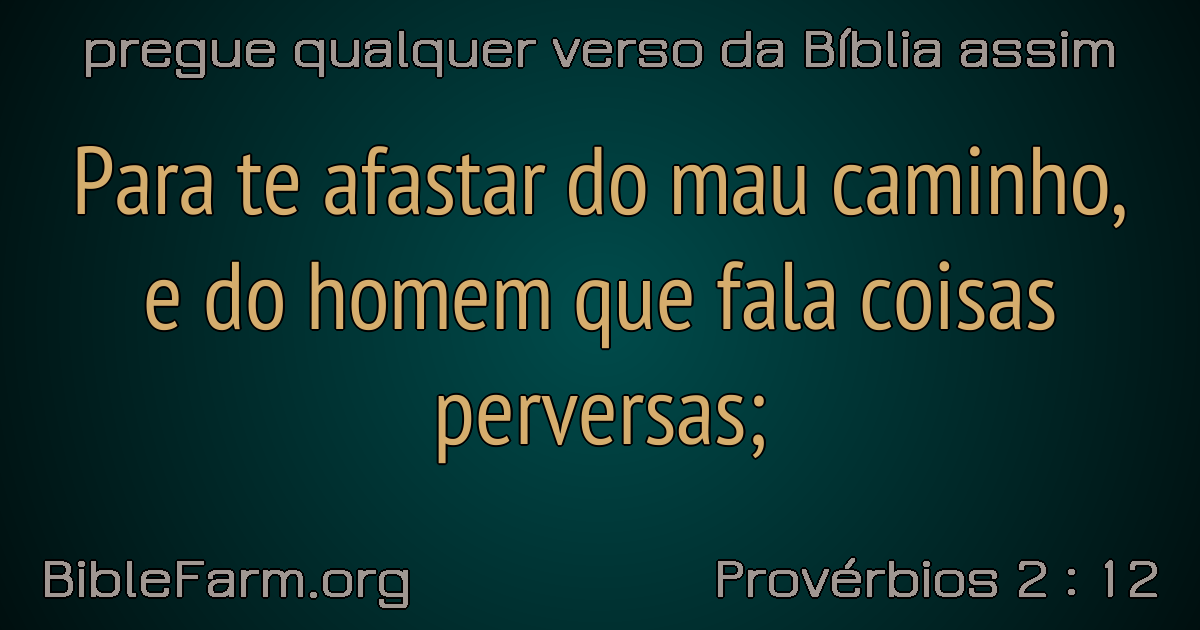 pregue qualquer verso da Bíblia assim
Para te afastar do mau caminho,
e do homem que fala coisas
perversas;
BibleFarm.org
Provérbios 2 : 12